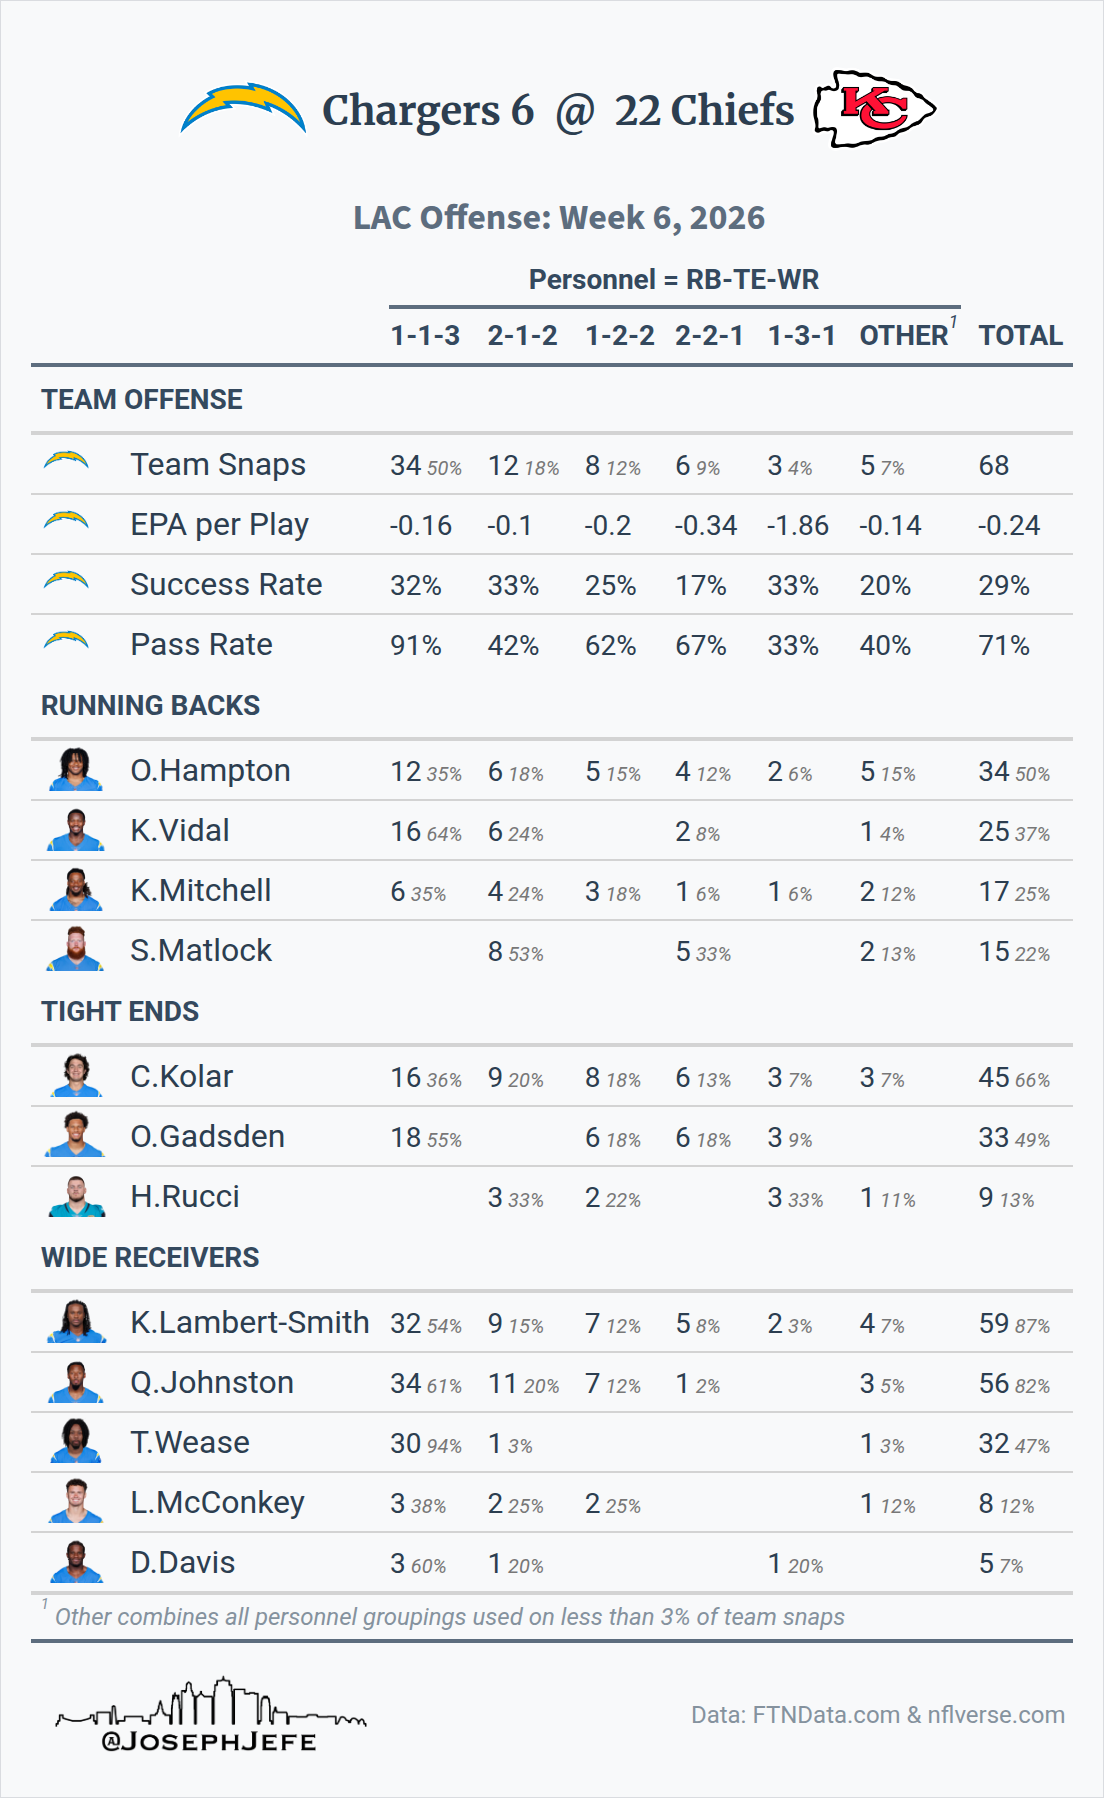 Chargers 6 @ 22 Chiefs
KC
LAC Offense: Week 6, 2026
Personnel = RB-TE-WR
1-1-3 2-1-2 1-2-2 2-2-1 1-3-1 OTHER 1 TOTAL
TEAM OFFENSE
Team Snaps 34 50% 12 18% 8 12% 6 9% 3 4% 5 7% 68
EPA per Play -0.16 -0.1 -0.2 -0.34 -1.86 -0.14 -0.24
Success Rate 32% 33% 25% 17% 33% 20% 29%
Pass Rate 91% 42% 62% 67% 33% 40% 71%
RUNNING BACKS
O.Hampton 12 35% 6 18% 5 15% 4 12% 2 6% 5 15% 34 50%
K.Vidal 16 64% 6 24% 2 8% 1 4% 25 37%
K.Mitchell 6 35% 4 24% 3 18% 1 6% 1 6% 2 12% 17 25%
S.Matlock 8 53% 5 33% 2 13% 15 22%
TIGHT ENDS
C.Kolar 16 36% 9 20% 8 18% 6 13% 3 7% 3 7% 45 66%
O.Gadsden 18 55% 6 18% 6 18% 3 9% 33 49%
H.Rucci 3 33% 2 22% 3 33% 1 11% 9 13%
WIDE RECEIVERS
K.Lambert-Smith 32 54% 9 15% 7 12% 5 8% 2 3% 4 7% 59 87%
Q.Johnston 34 61% 11 20% 7 12% 1 2% 3 5% 56 82%
T.Wease 30 94% 1 3% 1 3% 32 47%
L.McConkey 3 38% 2 25% 2 25% 1 12% 8 12%
D.Davis 3 60% 1 20% 1 20% 5 7%
1 Other combines all personnel groupings used on less than 3% of team snaps
@JOSEPHJEFE
Data: FTNData.com & nflverse.com